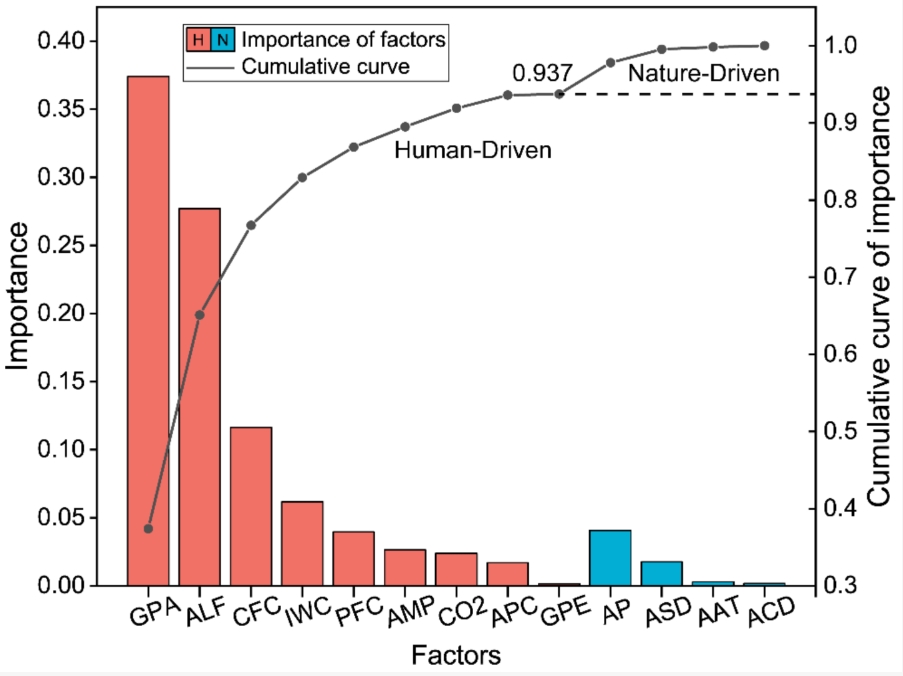 H N Importance of factors
Cumulative curve
0.937
Nature-Driven
Human-Driven
Importance
0.40
0.35
0.30
0.25
0.20
0.15
0.10
0.05
0.00
Cumulative curve of importance
1.0
0.9
0.8
0.7
0.6
0.5
0.4
0.3
GPA ALF CFC IWC PFC AMP CO2 APC GPE AP ASD AAT ACD
Factors